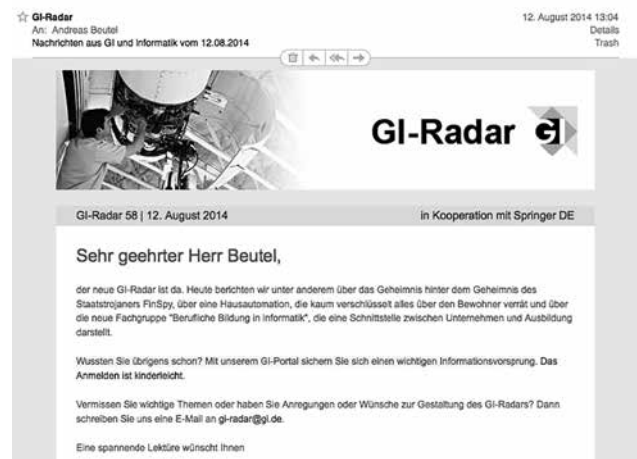 GI-Radar
An: Andreas Beutel
Nachrichten aus GI und Informatik vom 12.08.2014
12. August 2014 13:04
Details
Trash
GI-Radar GI
GI-Radar 58 | 12. August 2014 in Kooperation mit Springer DE
Sehr geehrter Herr Beutel,
der neue GI-Radar ist da. Heute berichten wir unter anderem über das Geheimnis hinter dem Geheimnis des
Staatstrojaners FinSpy, über eine Hausautomation, die kaum verschlüsselt alles über den Bewohner verrät und über
die neue Fachgruppe "Berufliche Bildung in Informatik", die eine Schnittstelle zwischen Unternehmen und Ausbildung
darstellt.
Wussten Sie übrigens schon? Mit unserem GI-Portal sichern Sie sich einen wichtigen Informationsvorsprung. Das
Anmelden ist kinderleicht.
Vermissen Sie wichtige Themen oder haben Sie Anregungen oder Wünsche zur Gestaltung des GI-Radars? Dann
schreiben Sie uns eine E-Mail an gi-radar@gi.de.
Eine spannende Lektüre wünscht Ihnen